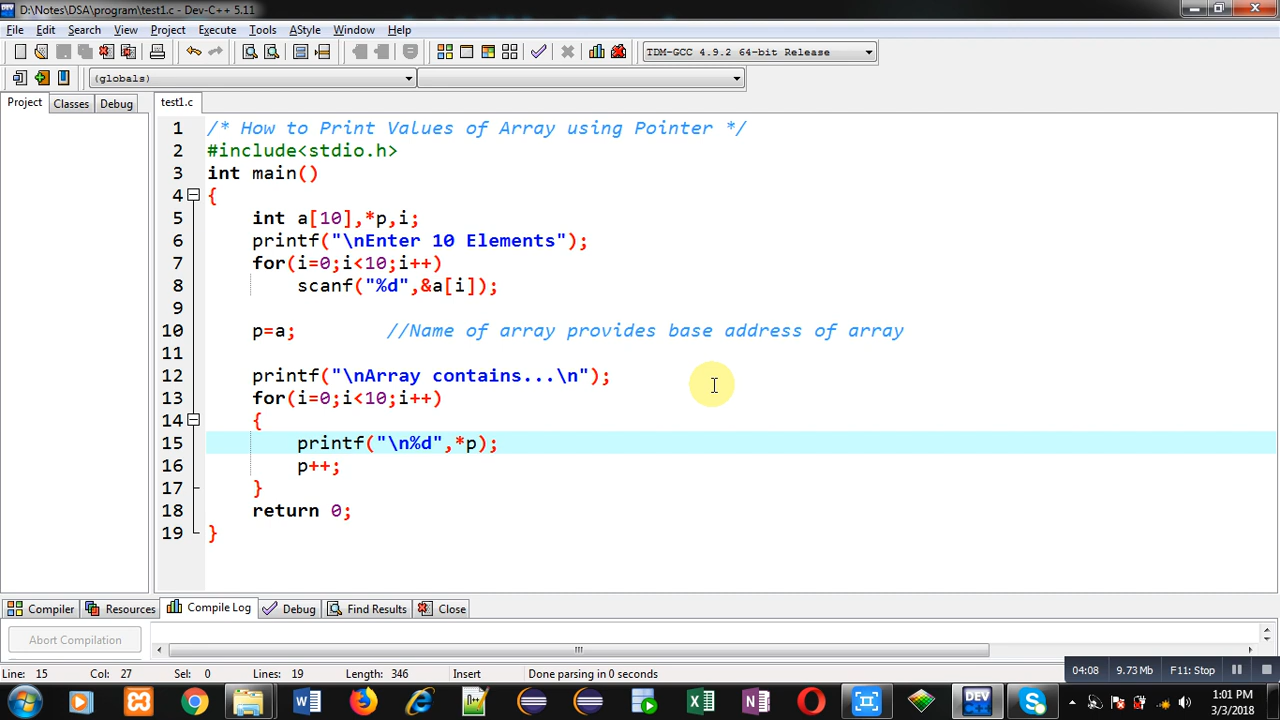 D:\Notes\DSA\program\test1.c - Dev-C++ 5.11
File Edit Search View Project Execute Tools AStyle Window Help
TDM-GCC 4.9.2 64-bit Release
(globals)
Project Classes Debug test1.c
1 /* How to Print Values of Array using Pointer */
2 #include<stdio.h>
3 int main()
4 {
5 int a[10],*p,i;
6 printf("\nEnter 10 Elements");
7 for(i=0;i<10;i++)
8 scanf("%d",&a[i]);
9
10 p=a; //Name of array provides base address of array
11
12 printf("\nArray contains...\n");
13 for(i=0;i<10;i++)
14 {
15 printf("\n%d",*p);
16 p++;
17 }
18 return 0;
19 }
Compiler Resources Compile Log Debug Find Results Close
Abort Compilation
Line: 15 Col: 27 Sel: 0 Lines: 19 Length: 346 Insert Done parsing in 0 seconds
04:08 9.73 Mb F11: Stop
DEV
1:01 PM
3/3/2018